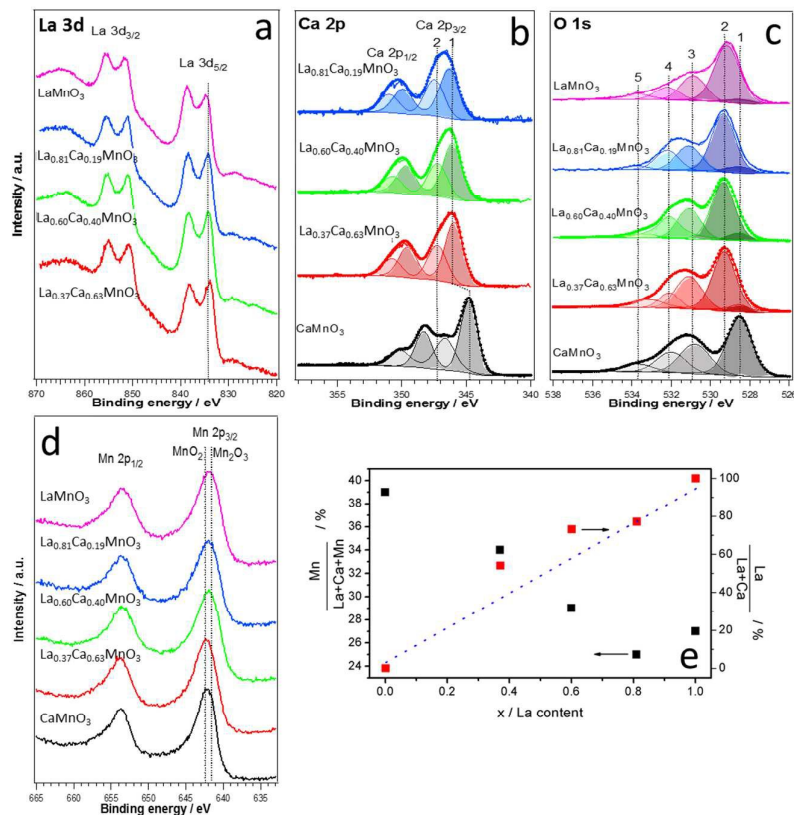 La 3d
a
La 3d3/2
La 3d5/2
LaMnO3
La0.81Ca0.19MnO3
La0.60Ca0.40MnO3
La0.37Ca0.63MnO3
Intensity / a.u.
870 860 850 840 830 820
Binding energy / eV
Ca 2p
b
Ca 2p3/2
2 1
Ca 2p1/2
La0.81Ca0.19MnO3
La0.60Ca0.40MnO3
La0.37Ca0.63MnO3
CaMnO3
355 350 345 340
Binding energy / eV
O 1s
c
5 4 3 2 1
LaMnO3
La0.81Ca0.19MnO3
La0.60Ca0.40MnO3
La0.37Ca0.63MnO3
CaMnO3
538 536 534 532 530 528 526
Binding energy / eV
d
Mn 2p3/2
MnO2 Mn2O3
Mn 2p1/2
LaMnO3
La0.81Ca0.19MnO3
La0.60Ca0.40MnO3
La0.37Ca0.63MnO3
CaMnO3
Intensity / a.u.
665 660 655 650 645 640 635
Binding energy / eV
Mn
La+Ca+Mn
/ %
40
38
36
34
32
30
28
26
24
100
80
60
40
20
0
La
La+Ca
/ %
e
0.0 0.2 0.4 0.6 0.8 1.0
x / La content